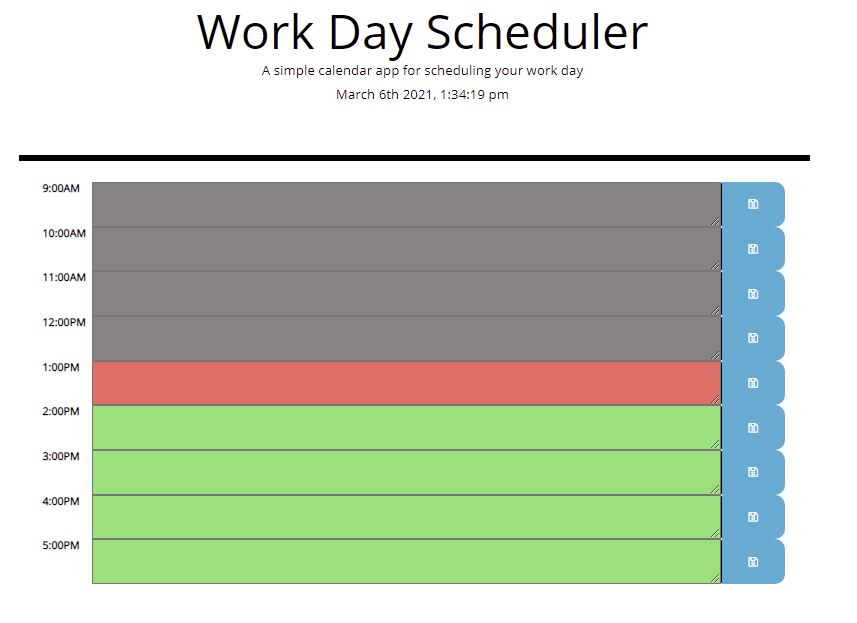 Work Day Scheduler
A simple calendar app for scheduling your work day
March 6th 2021, 1:34:19 pm
9:00AM
10:00AM
11:00AM
12:00PM
1:00PM
2:00PM
3:00PM
4:00PM
5:00PM